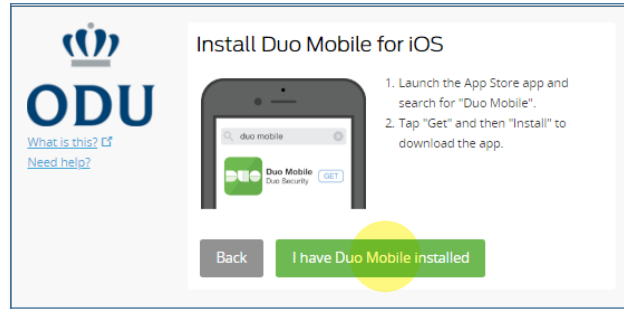 ODU
What is this?
Need help?
Install Duo Mobile for iOS
duo mobile
DUO
Duo Mobile
Duo Security
GET
1. Launch the App Store app and
search for "Duo Mobile".
2. Tap "Get" and then "Install" to
download the app.
Back
I have Duo Mobile installed